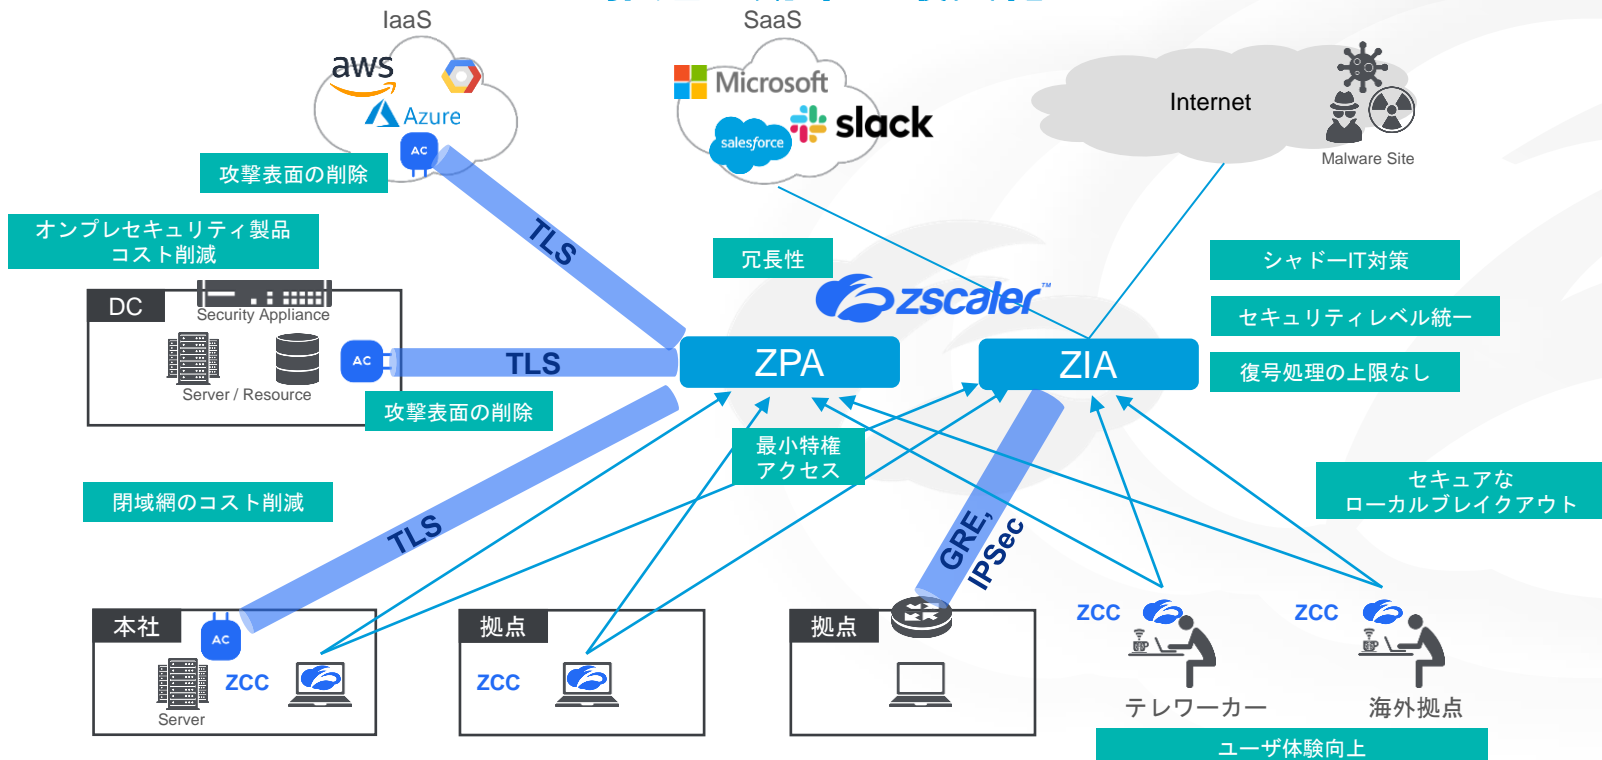 IaaS
SaaS
aws
Azure
AC
Microsoft
salesforce
slack
Internet
Malware Site
攻撃表面の削除
TLS
オンプレセキュリティ製品
コスト削減
冗長性
zscaler™
シャドーIT対策
セキュリティレベル統一
復号処理の上限なし
DC
Security Appliance
Server / Resource
AC
TLS
ZPA
ZIA
攻撃表面の削除
最小特権
アクセス
閉域網のコスト削減
TLS
GRE,
IPSec
セキュアな
ローカルブレイクアウト
本社
AC
ZCC
Server
拠点
ZCC
拠点
ZCC
テレワーカー
ZCC
海外拠点
ユーザ体験向上